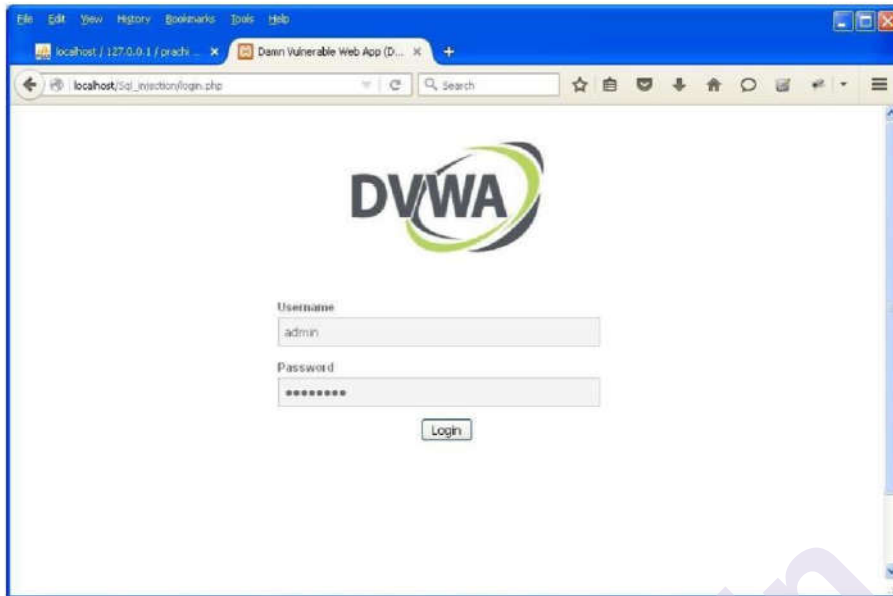 File Edit View History Bookmarks Tools Help
localhost / 127.0.0.1 / prachi ... × Damn Vulnerable Web App (D... × +
localhost/Sql_injection/login.php Search
DVWA
Username
admin
Password
••••••••
Login